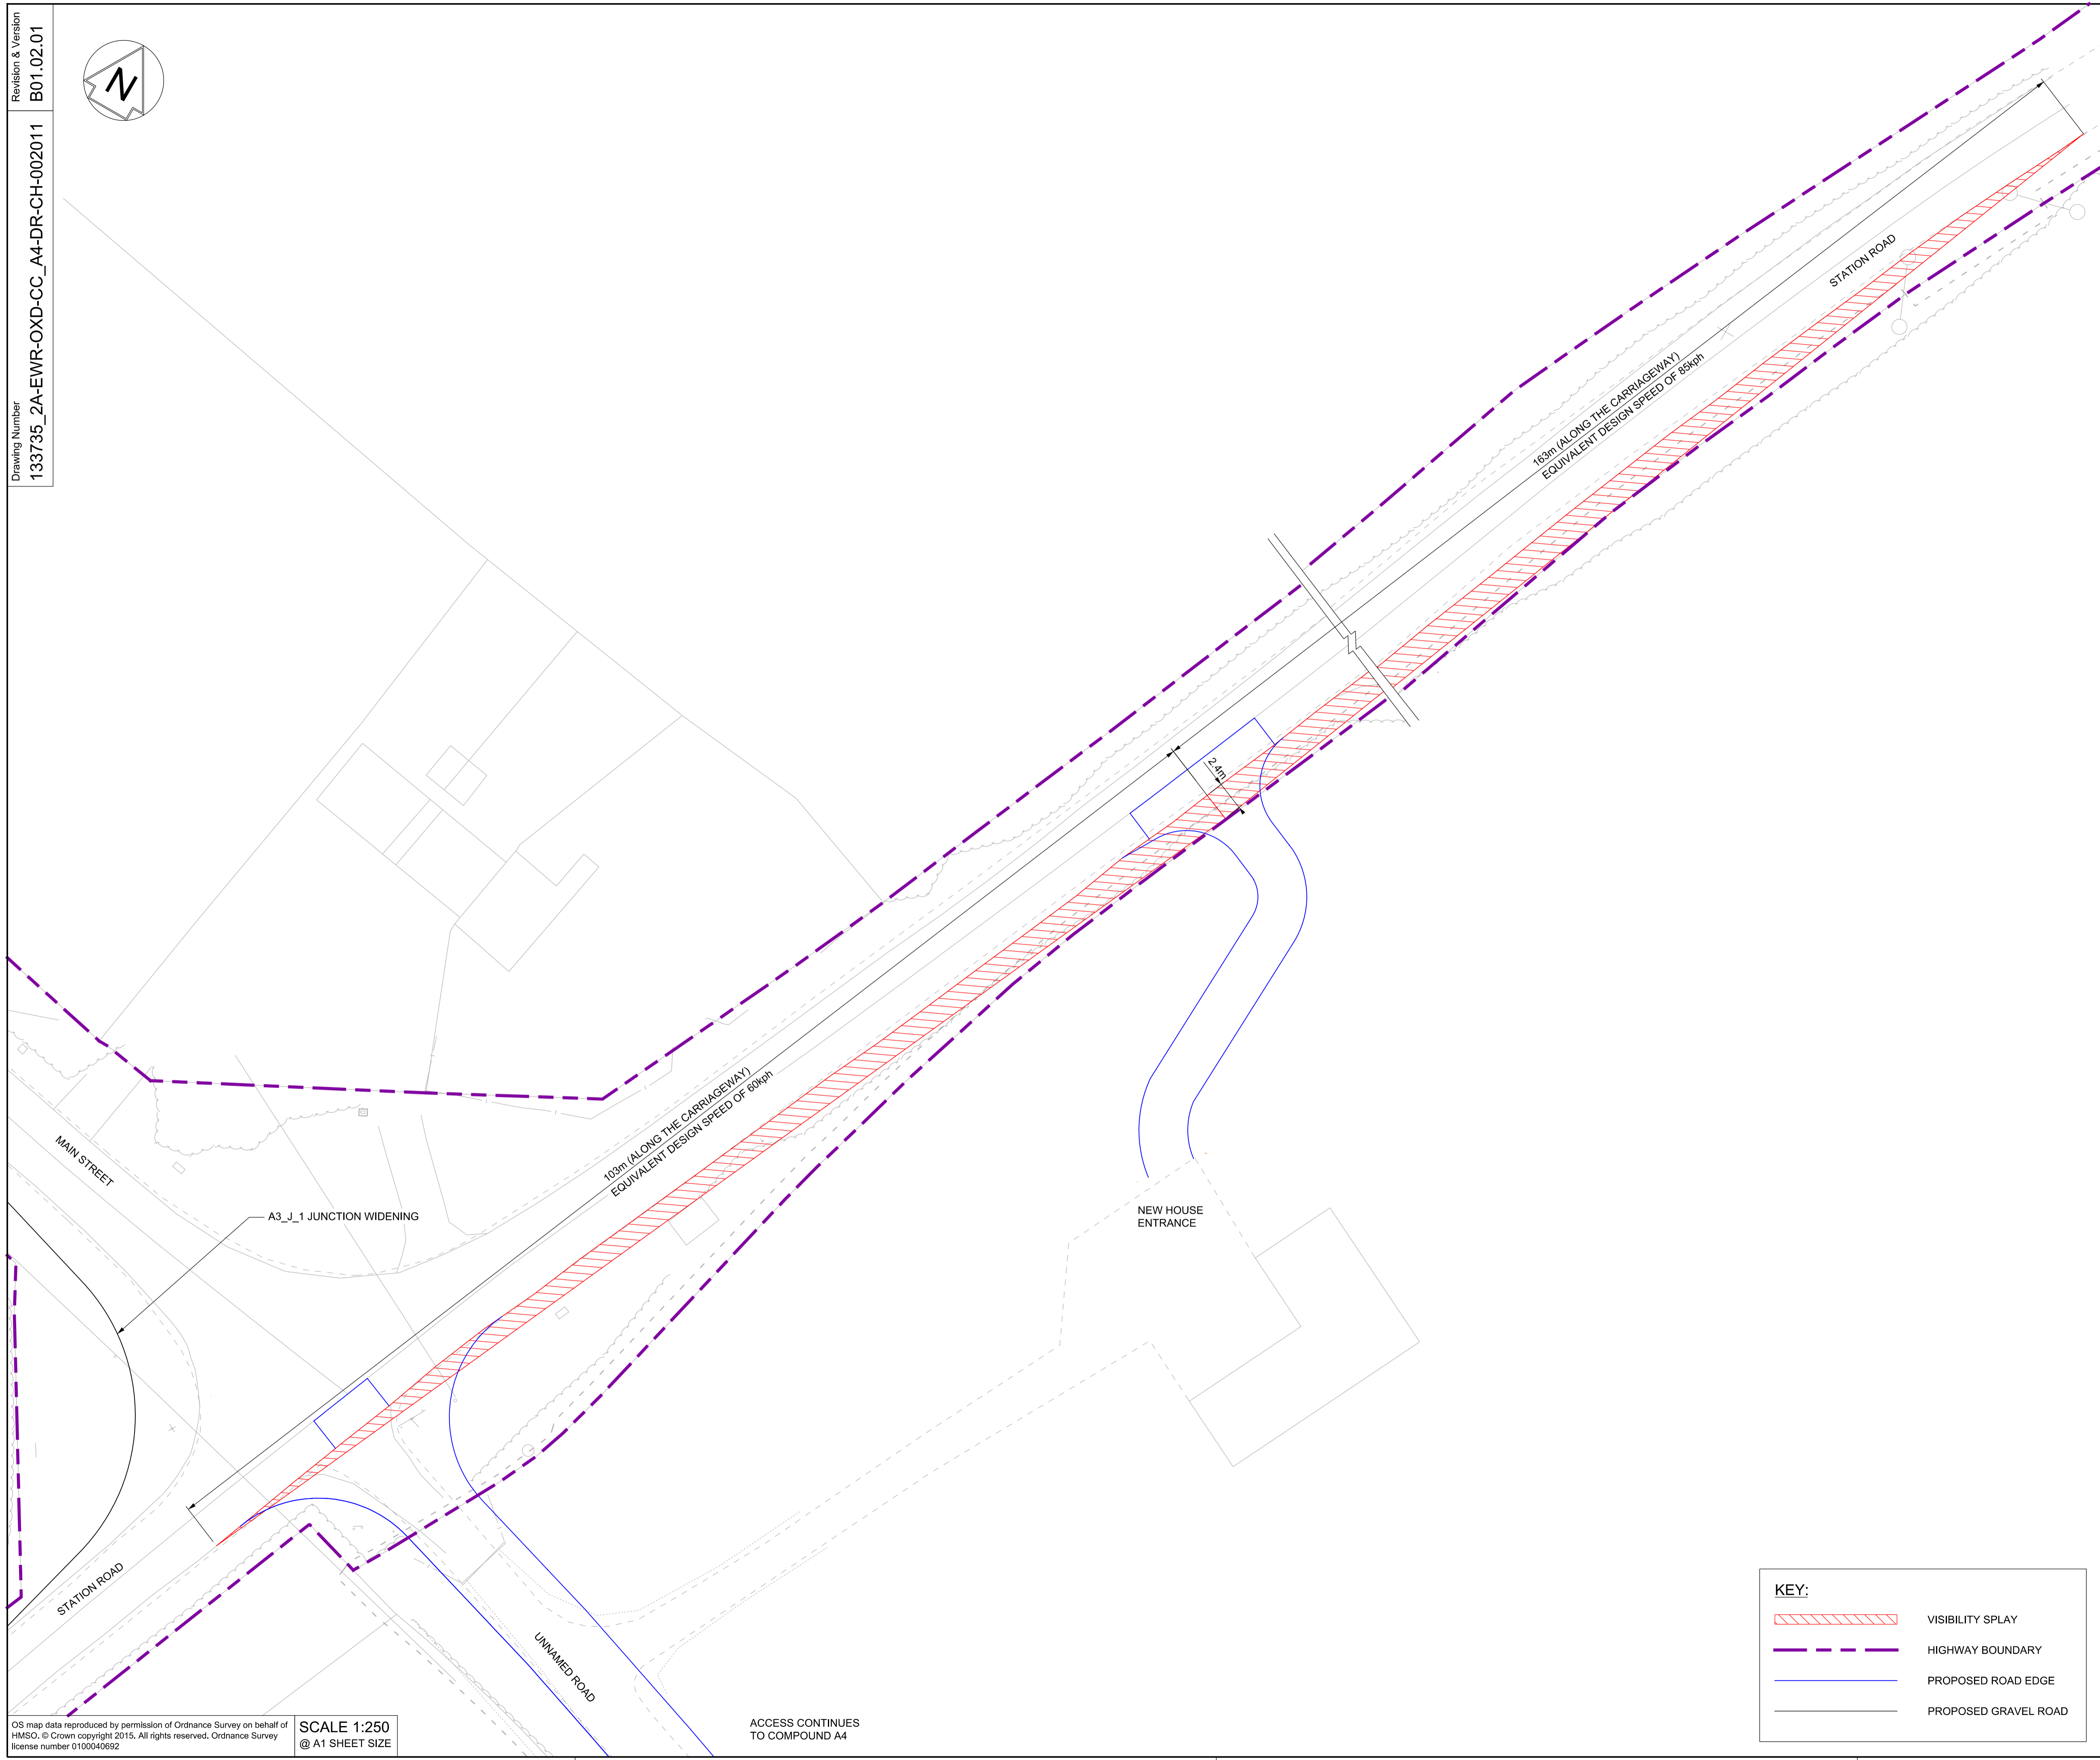 Revision & Version
B01.02.01
Drawing Number
133735_2A-EWR-OXD-CC_A4-DR-CH-002011
N
STATION ROAD
163m (ALONG THE CARRIAGEWAY)
EQUIVALENT DESIGN SPEED OF 85kph
2.4m
103m (ALONG THE CARRIAGEWAY)
EQUIVALENT DESIGN SPEED OF 60kph
MAIN STREET
A3_J_1 JUNCTION WIDENING
NEW HOUSE
ENTRANCE
STATION ROAD
UNNAMED ROAD
ACCESS CONTINUES
TO COMPOUND A4
KEY:
VISIBILITY SPLAY
HIGHWAY BOUNDARY
PROPOSED ROAD EDGE
PROPOSED GRAVEL ROAD
OS map data reproduced by permission of Ordnance Survey on behalf of
HMSO. © Crown copyright 2015. All rights reserved. Ordnance Survey
license number 0100040692
SCALE 1:250
@ A1 SHEET SIZE